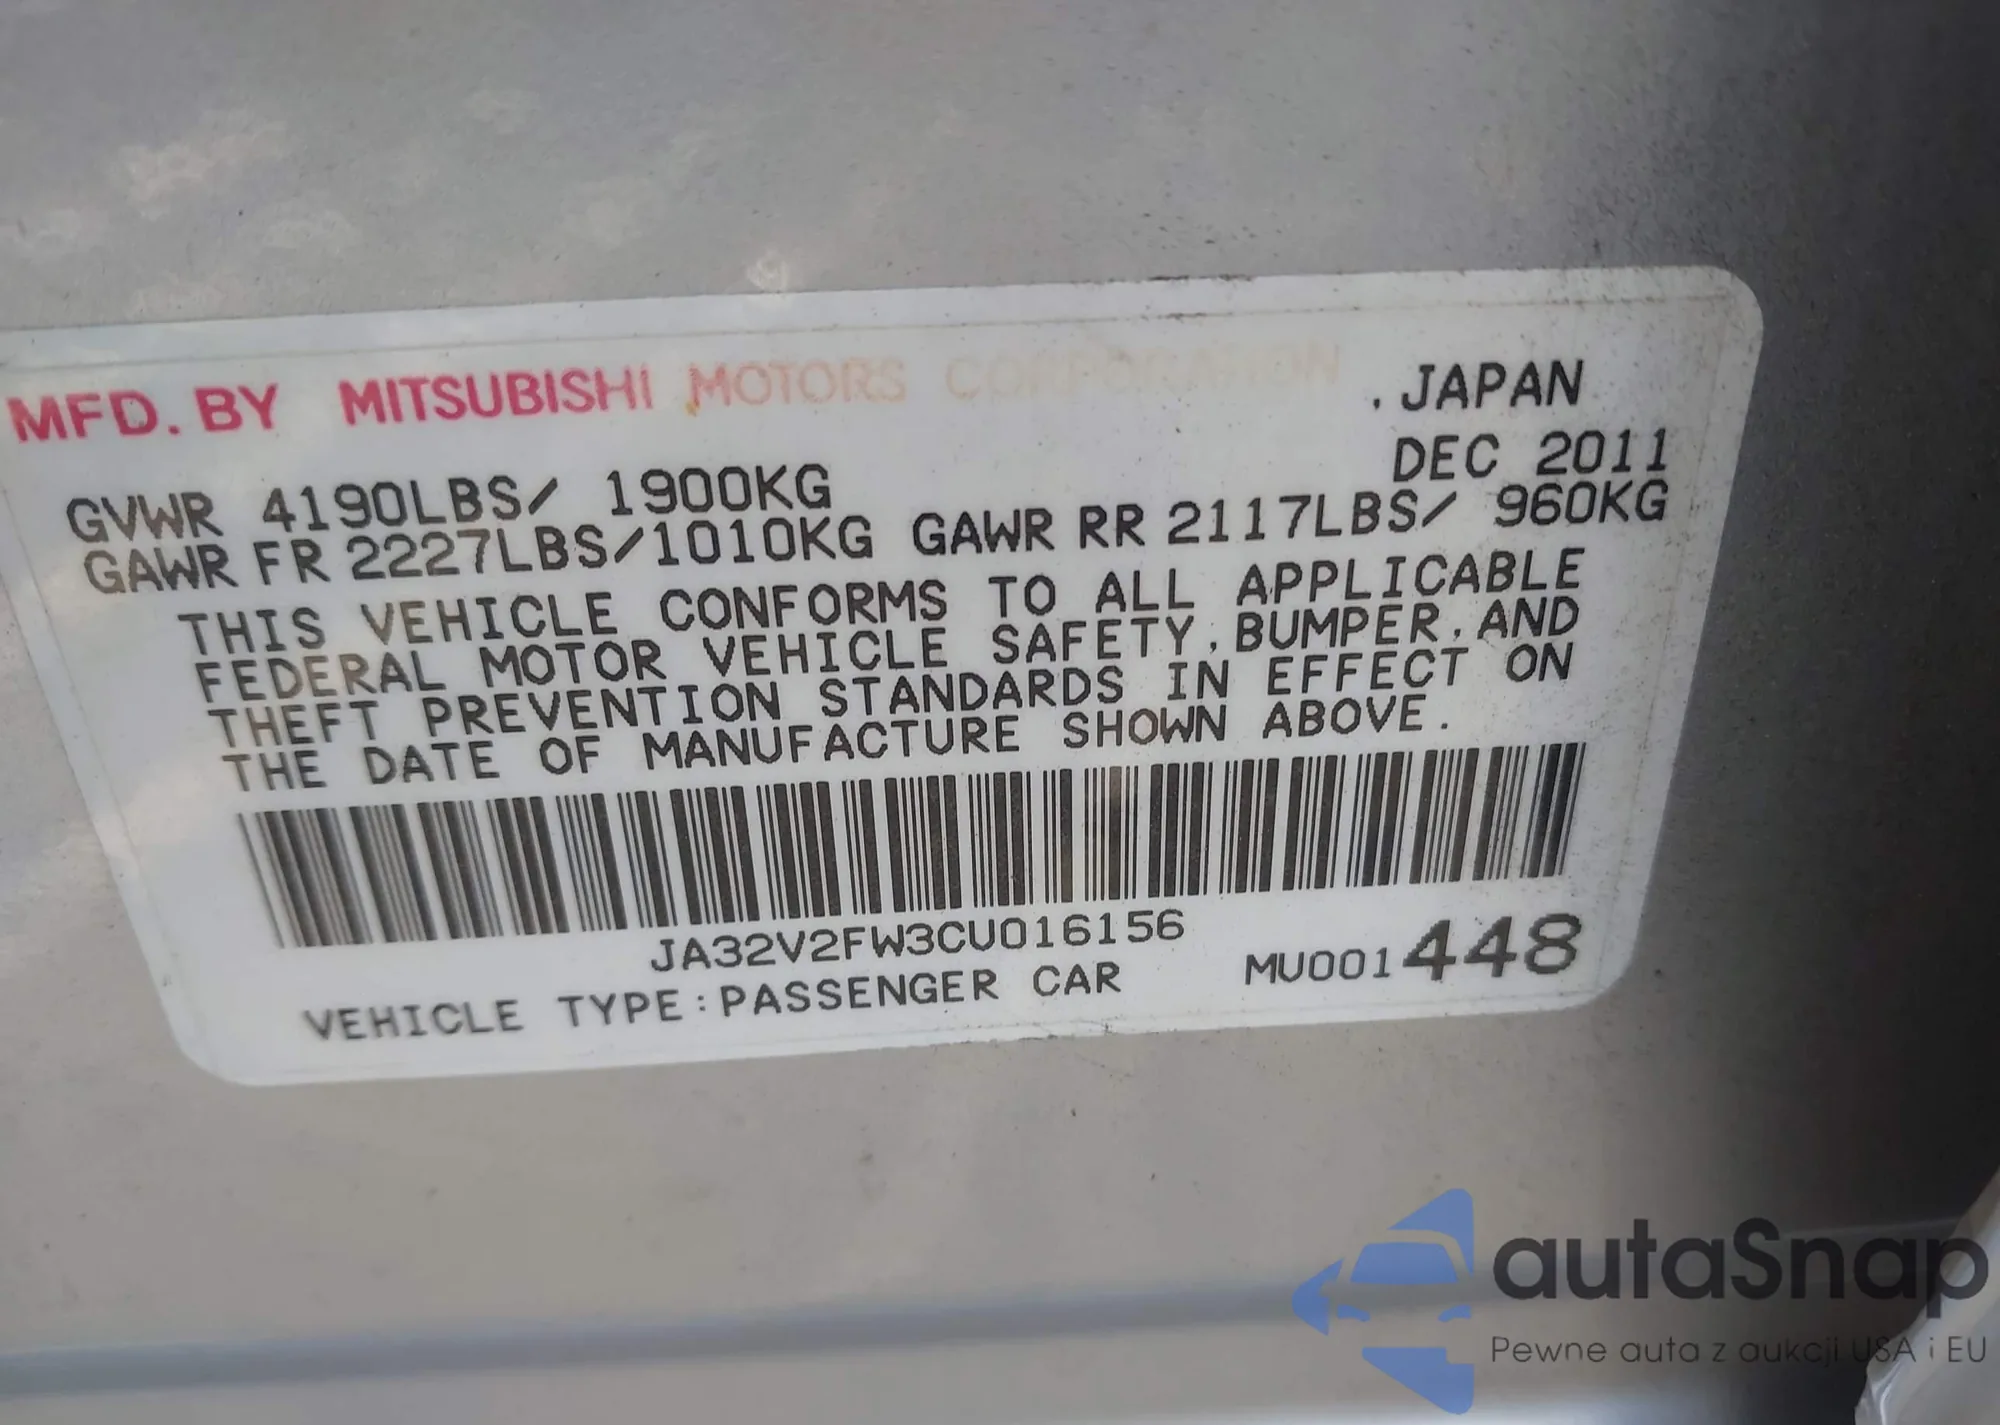 MFD. BY MITSUBISHI MOTORS CORPORATION . JAPAN
DEC 2011
GVWR 4190LBS/ 1900KG
GAWR FR 2227LBS/1010KG GAWR RR 2117LBS/ 960KG
THIS VEHICLE CONFORMS TO ALL APPLICABLE
FEDERAL MOTOR VEHICLE SAFETY, BUMPER, AND
THEFT PREVENTION STANDARDS IN EFFECT ON
THE DATE OF MANUFACTURE SHOWN ABOVE.
JA32V2FW3CU016156
VEHICLE TYPE:PASSENGER CAR MU001448
autaSnap
Pewne auta z aukcji USA i EU